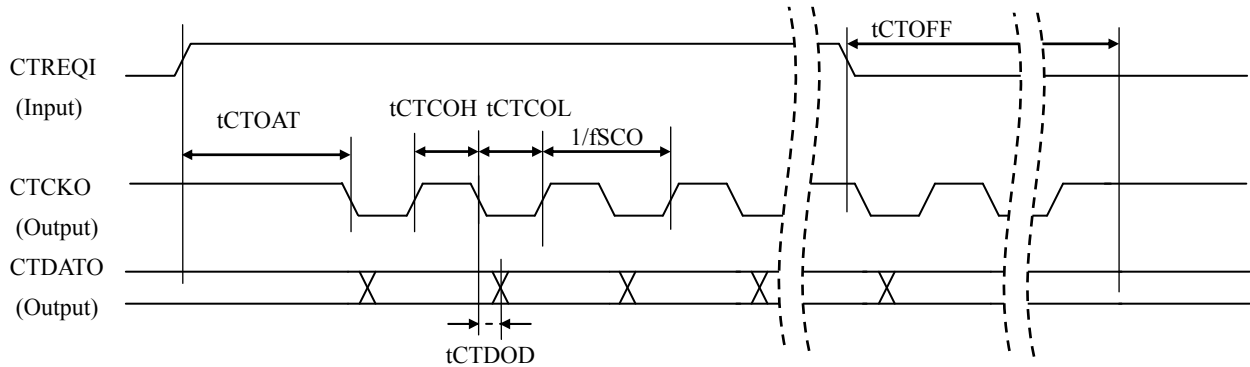 tCTOFF
CTREQI
(Input)
tCTCOH tCTCOL
tCTOAT
1/fSCO
CTCKO
(Output)
CTDATO
(Output)
tCTDOD